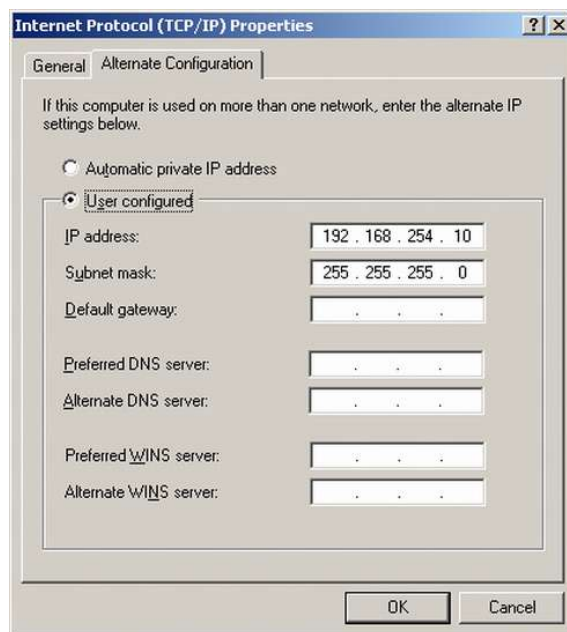 Internet Protocol (TCP/IP) Properties
General Alternate Configuration
If this computer is used on more than one network, enter the alternate IP
settings below.
Automatic private IP address
User configured
IP address: 192 . 168 . 254 . 10
Subnet mask: 255 . 255 . 255 . 0
Default gateway: . . .
Preferred DNS server: . . .
Alternate DNS server: . . .
Preferred WINS server: . . .
Alternate WINS server: . . .
OK Cancel